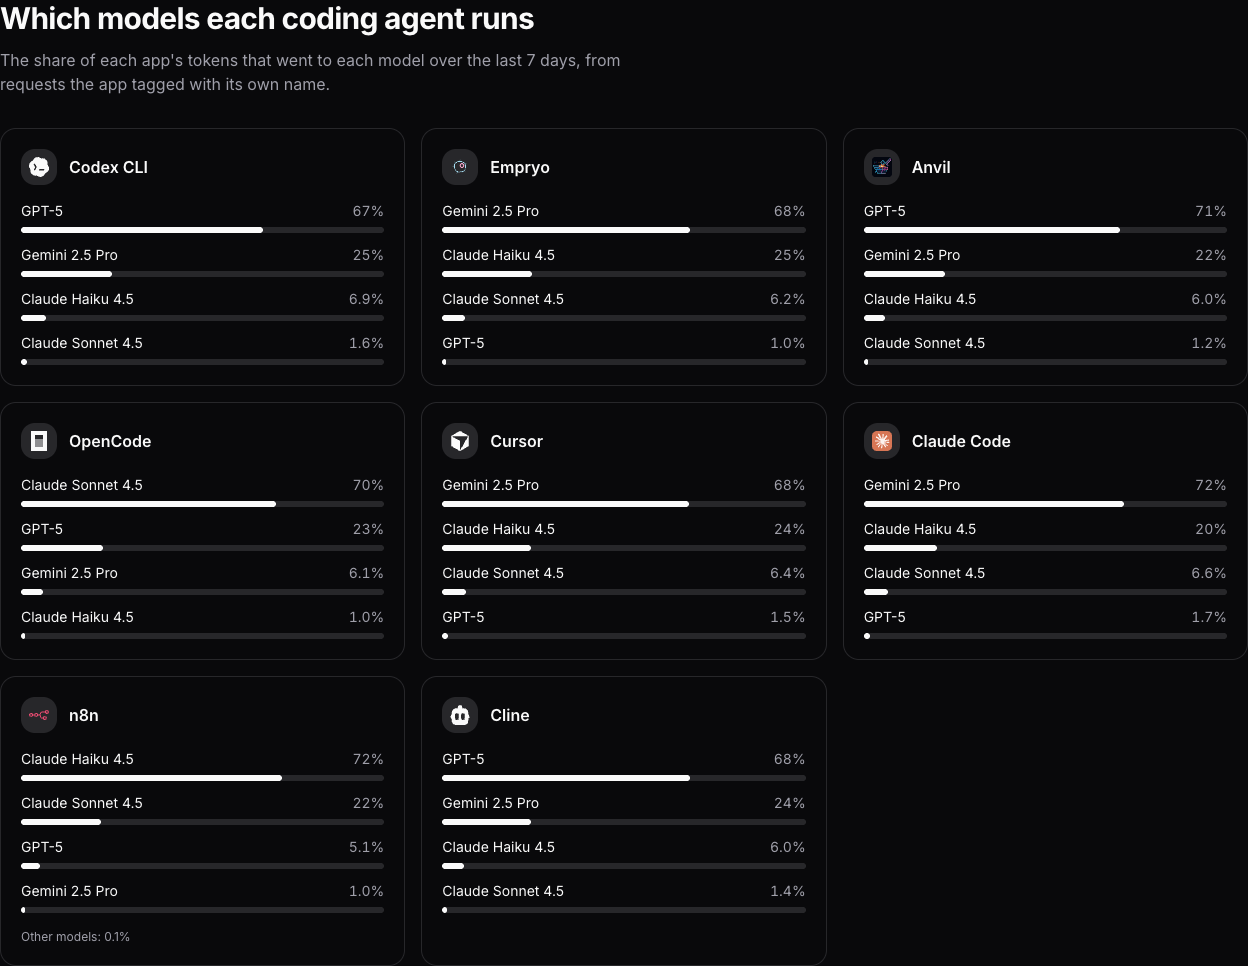 Which models each coding agent runs
The share of each app's tokens that went to each model over the last 7 days, from
requests the app tagged with its own name.
Codex CLI
GPT-5 67%
Gemini 2.5 Pro 25%
Claude Haiku 4.5 6.9%
Claude Sonnet 4.5 1.6%
Empryo
Gemini 2.5 Pro 68%
Claude Haiku 4.5 25%
Claude Sonnet 4.5 6.2%
GPT-5 1.0%
Anvil
GPT-5 71%
Gemini 2.5 Pro 22%
Claude Haiku 4.5 6.0%
Claude Sonnet 4.5 1.2%
OpenCode
Claude Sonnet 4.5 70%
GPT-5 23%
Gemini 2.5 Pro 6.1%
Claude Haiku 4.5 1.0%
Cursor
Gemini 2.5 Pro 68%
Claude Haiku 4.5 24%
Claude Sonnet 4.5 6.4%
GPT-5 1.5%
Claude Code
Gemini 2.5 Pro 72%
Claude Haiku 4.5 20%
Claude Sonnet 4.5 6.6%
GPT-5 1.7%
n8n
Claude Haiku 4.5 72%
Claude Sonnet 4.5 22%
GPT-5 5.1%
Gemini 2.5 Pro 1.0%
Other models: 0.1%
Cline
GPT-5 68%
Gemini 2.5 Pro 24%
Claude Haiku 4.5 6.0%
Claude Sonnet 4.5 1.4%